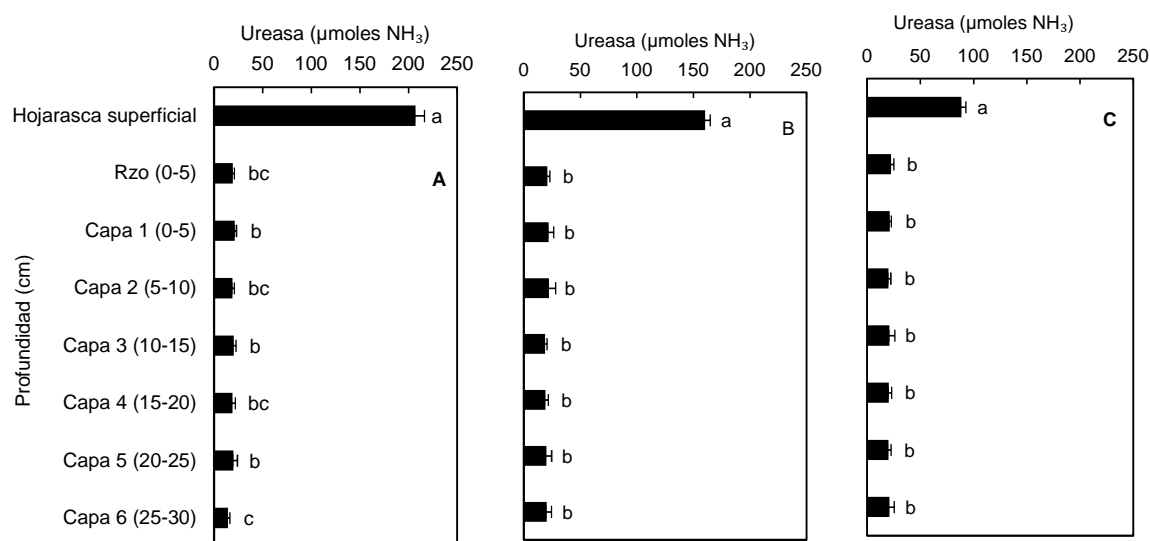 Ureasa (µmoles NH₃)
0 50 100 150 200 250
Hojarasca superficial
Rzo (0-5)
Capa 1 (0-5)
Capa 2 (5-10)
Capa 3 (10-15)
Capa 4 (15-20)
Capa 5 (20-25)
Capa 6 (25-30)
Profundidad (cm)
a
bc
b
bc
b
bc
b
c
A
Ureasa (µmoles NH₃)
0 50 100 150 200 250
a
b
b
b
b
b
b
b
B
Ureasa (µmoles NH₃)
0 50 100 150 200 250
a
b
b
b
b
b
b
b
C